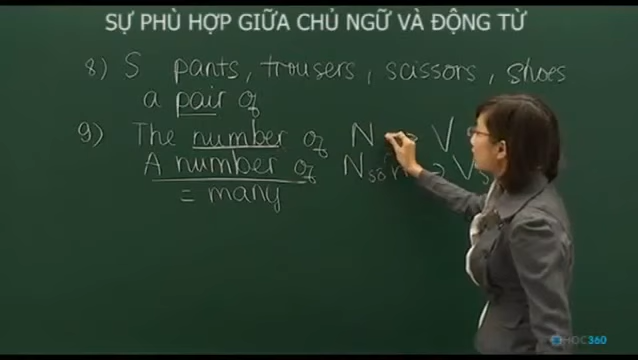 SỰ PHÙ HỢP GIỮA CHỦ NGỮ VÀ ĐỘNG TỪ
8) S pants, trousers, scissors, shoes
a pair of
9) The number of N → V
A number of N số → V
= many
HOC360